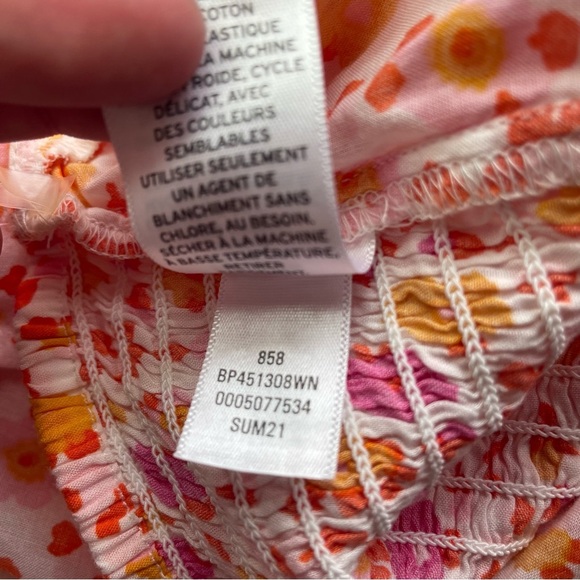 COTON
LA MACHINE
FROIDE, CYCLE
DÉLICAT, AVEC
DES COULEURS
SEMBLABLES
UTILISER SEULEMENT
UN AGENT DE
BLANCHIMENT SANS
CHLORE, AU BESOIN.
SÉCHER À LA MACHINE
À BASSE TEMPÉRATURE.
RETIRER
858
BP451308WN
0005077534
SUM21